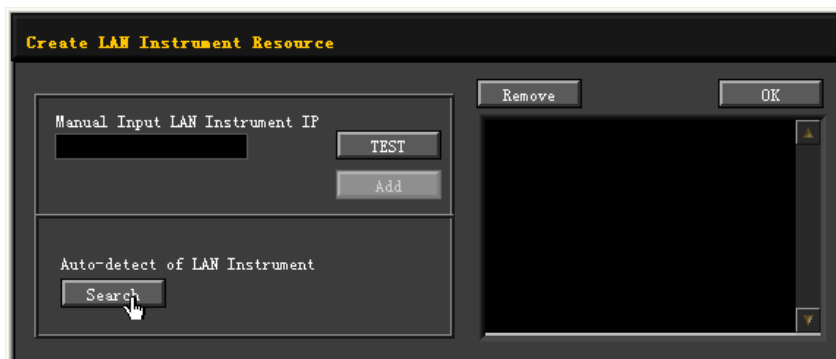 Create LAN Instrument Resource
Remove
OK
Manual Input LAN Instrument IP
TEST
Add
Auto-detect of LAN Instrument
Search